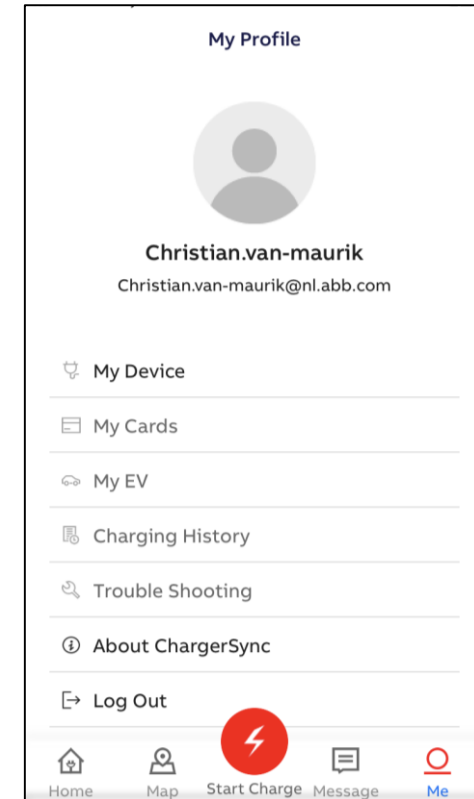 My Profile
Christian.van-maurik
Christian.van-maurik@nl.abb.com
My Device
My Cards
My EV
Charging History
Trouble Shooting
About ChargerSync
Log Out
Home Map Start Charge Message Me